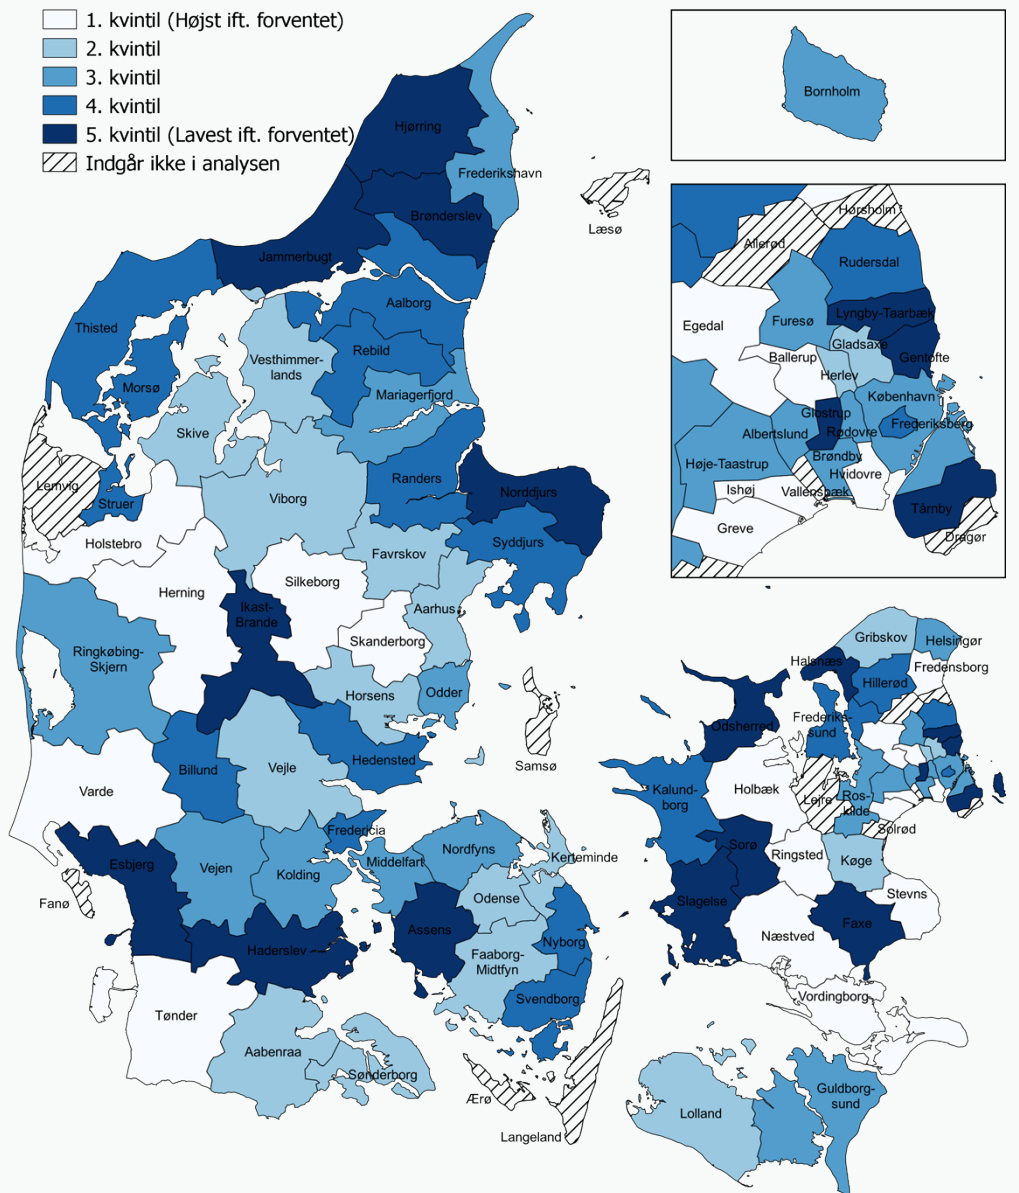 1. kvintil (Højst ift. forventet)
2. kvintil
3. kvintil
4. kvintil
5. kvintil (Lavest ift. forventet)
Indgår ikke i analysen
Bornholm
Hjørring
Frederikshavn
Brønderslev
Læsø
Jammerbugt
Aalborg
Thisted
Rebild
Vesthimmer-
lands
Morsø
Mariagerfjord
Skive
Lemvig
Struer
Viborg
Randers
Norddjurs
Holstebro
Favrskov
Syddjurs
Silkeborg
Herning
Ikast-
Brande
Aarhus
Skanderborg
Ringkøbing-
Skjern
Horsens
Odder
Samsø
Billund
Vejle
Hedensted
Varde
Fredericia
Esbjerg
Vejen
Kolding
Middelfart
Nordfyns
Kerteminde
Fanø
Odense
Assens
Haderslev
Nyborg
Faaborg-
Midtfyn
Svendborg
Tønder
Aabenraa
Sønderborg
Ærø
Langeland
Hørsholm
Allerød
Rudersdal
Egedal
Furesø
Lyngby-Taarbæk
Gladsaxe
Gentofte
Ballerup
Herlev
København
Glostrup
Frederiksberg
Albertslund
Rødovre
Brøndby
Høje-Taastrup
Hvidovre
Ishøj
Vallensbæk
Greve
Tårnby
Dragør
Gribskov
Helsingør
Halsnæs
Fredensborg
Hillerød
Odsherred
Frederiks-
sund
Kalund-
borg
Holbæk
Lejre
Ros-
kilde
Solrød
Sorø
Ringsted
Køge
Slagelse
Stevns
Faxe
Næstved
Vordingborg
Guldborg-
sund
Lolland